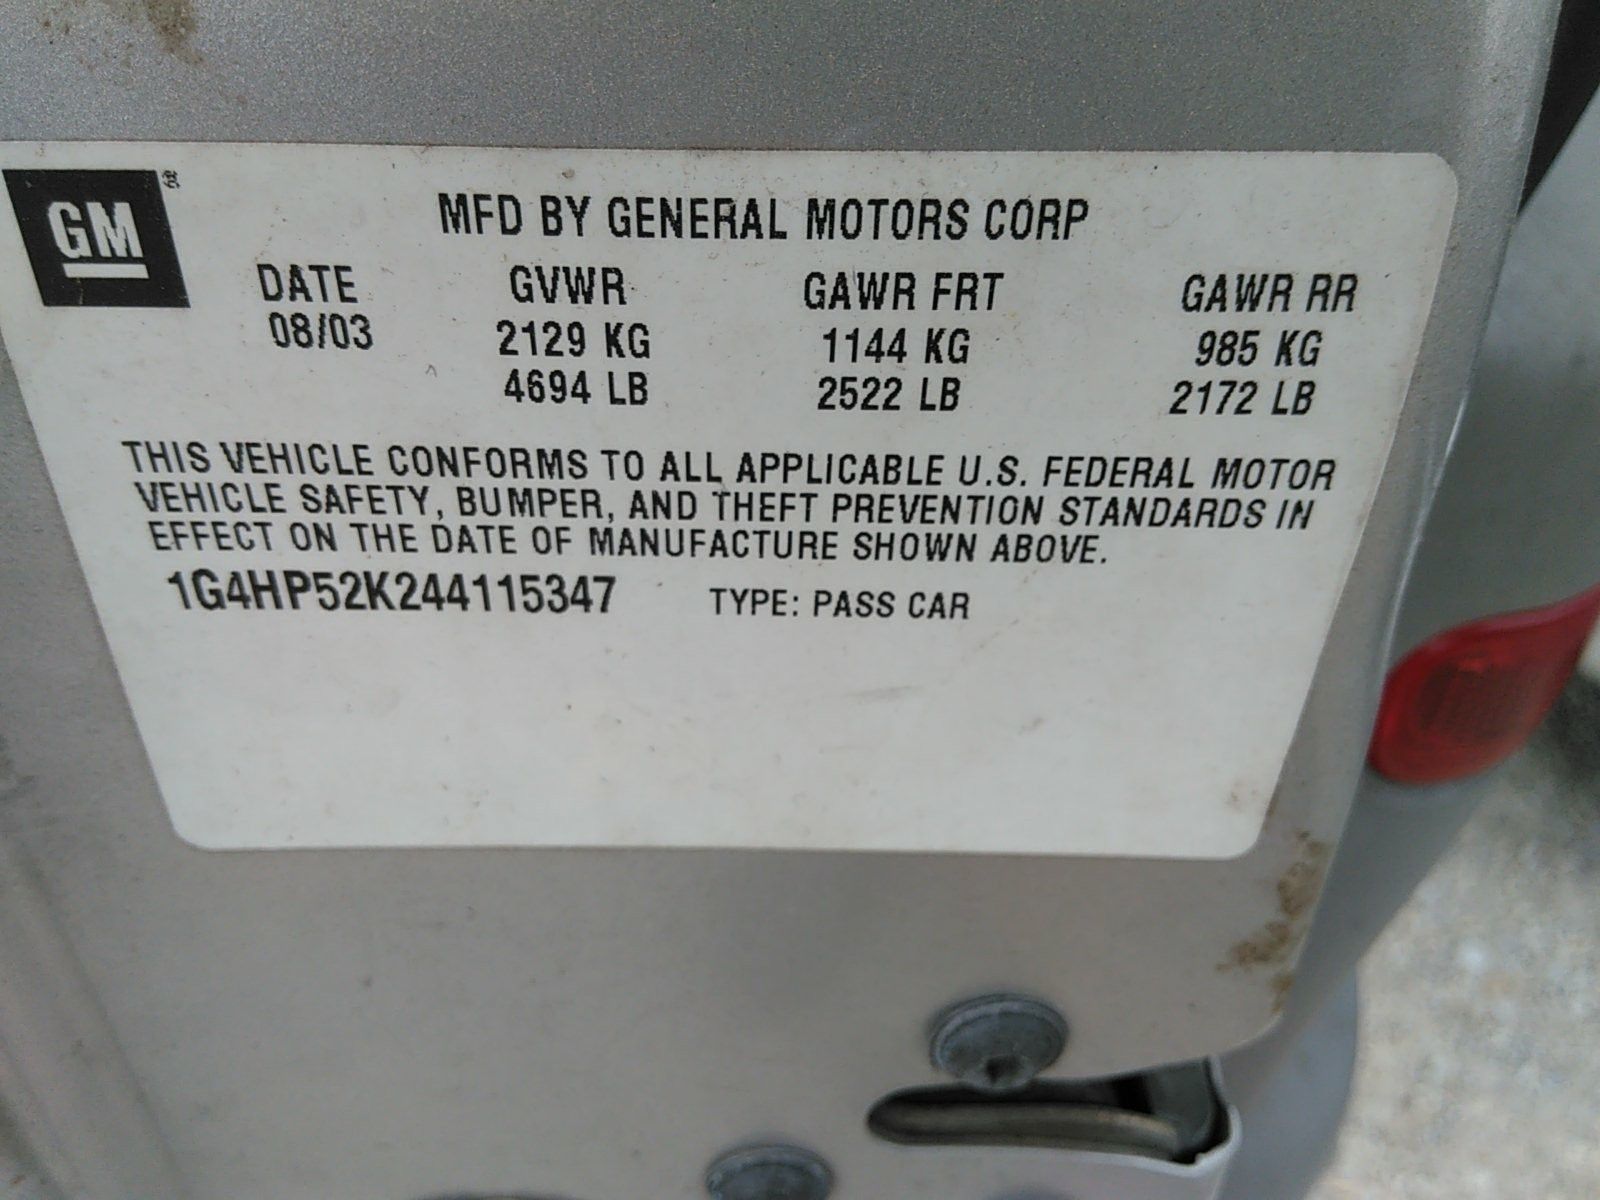 GM
MFD BY GENERAL MOTORS CORP
DATE GVWR GAWR FRT GAWR RR
08/03 2129 KG 1144 KG 985 KG
4694 LB 2522 LB 2172 LB
THIS VEHICLE CONFORMS TO ALL APPLICABLE U.S. FEDERAL MOTOR
VEHICLE SAFETY, BUMPER, AND THEFT PREVENTION STANDARDS IN
EFFECT ON THE DATE OF MANUFACTURE SHOWN ABOVE.
1G4HP52K244115347 TYPE: PASS CAR